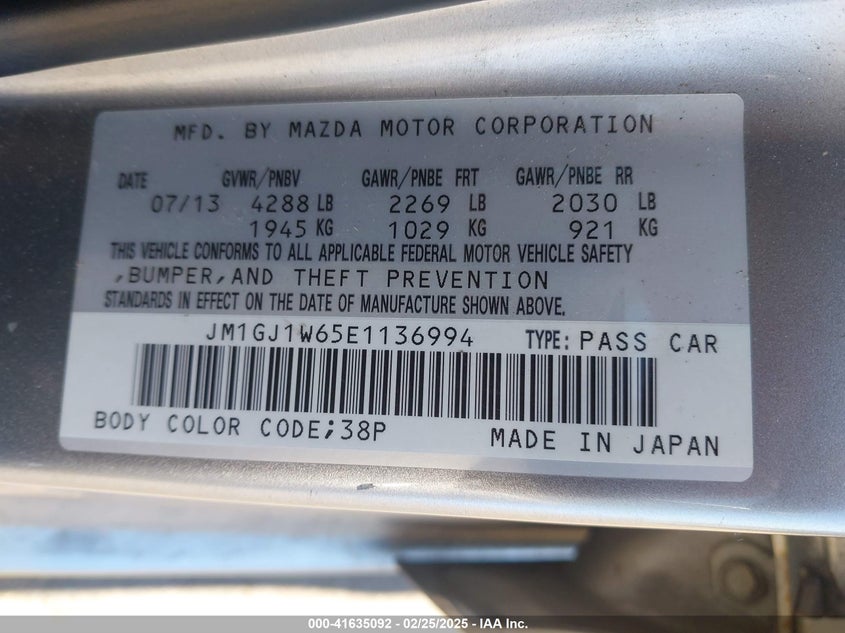 MFD. BY MAZDA MOTOR CORPORATION
DATE GVWR/PNBV GAWR/PNBE FRT GAWR/PNBE RR
07/13 4288 LB 2269 LB 2030 LB
1945 KG 1029 KG 921 KG
THIS VEHICLE CONFORMS TO ALL APPLICABLE FEDERAL MOTOR VEHICLE SAFETY
,BUMPER,AND THEFT PREVENTION
STANDARDS IN EFFECT ON THE DATE OF MANUFACTURE SHOWN ABOVE.
JM1GJ1W65E1136994 TYPE: PASS CAR
BODY COLOR CODE;38P MADE IN JAPAN
000-41635092 - 02/25/2025 - IAA Inc.